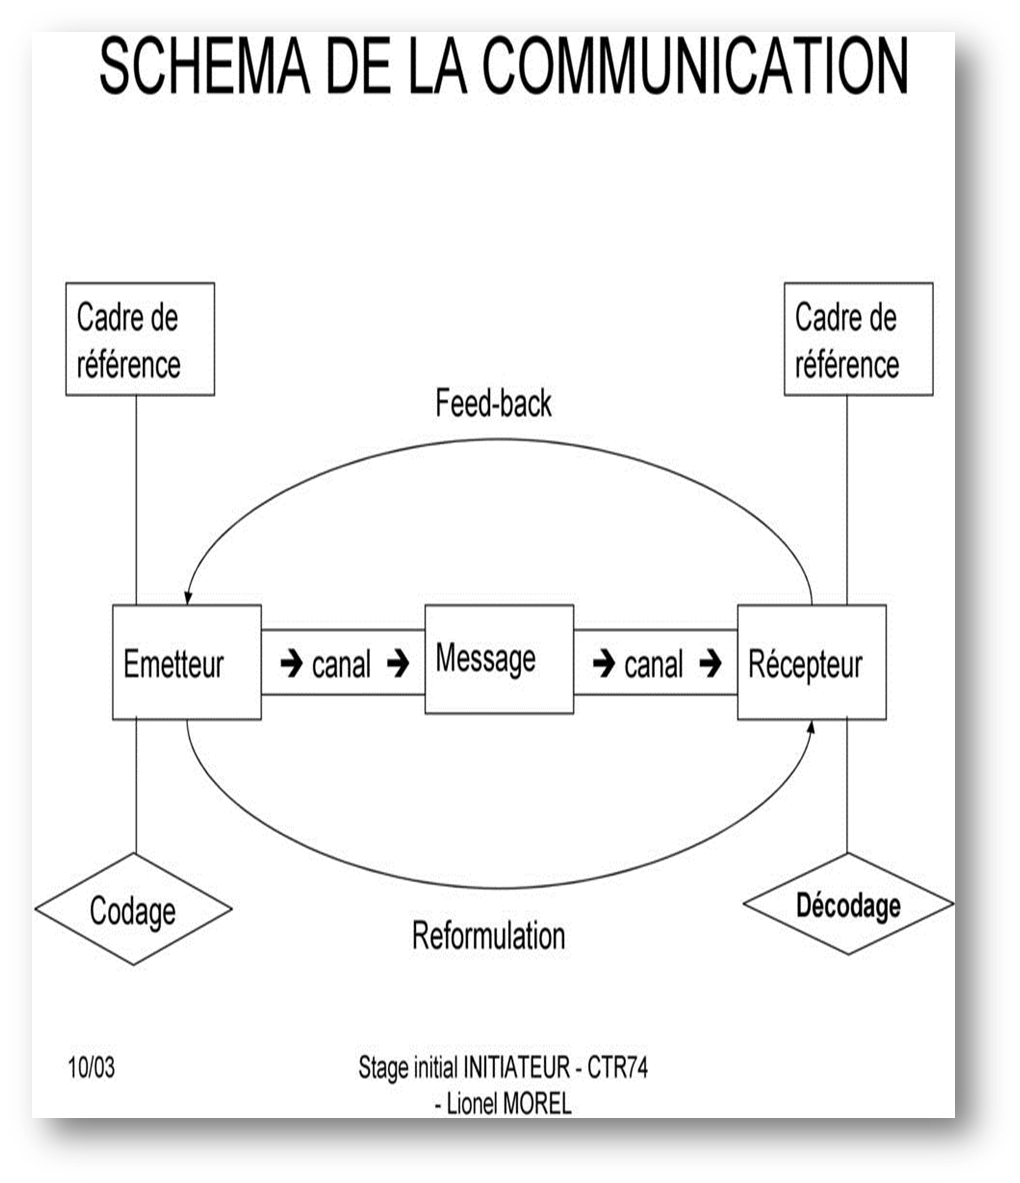 SCHEMA DE LA COMMUNICATION
Cadre de
référence
Cadre de
référence
Feed-back
Emetteur
➔ canal ➔
Message
➔ canal ➔
Récepteur
Codage
Décodage
Reformulation
10/03
Stage initial INITIATEUR - CTR74
- Lionel MOREL